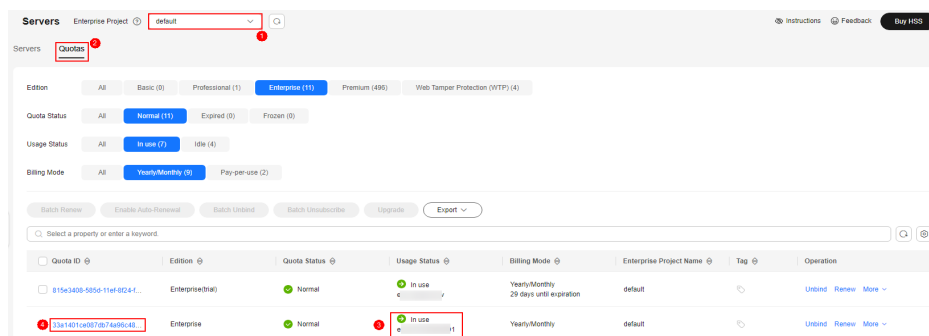 Servers Enterprise Project default Instructions Feedback Buy HSS
1
Servers Quotas 2
Edition All Basic (0) Professional (1) Enterprise (11) Premium (496) Web Tamper Protection (WTP) (4)
Quota Status All Normal (11) Expired (0) Frozen (0)
Usage Status All In use (7) Idle (4)
Billing Mode All Yearly/Monthly (9) Pay-per-use (2)
Batch Renew Enable Auto-Renewal Batch Unbind Batch Unsubscribe Upgrade Export
Select a property or enter a keyword.
Quota ID Edition Quota Status Usage Status Billing Mode Enterprise Project Name Tag Operation
815e3408-585d-11ef-8f24-f... Enterprise(trial) Normal In use Yearly/Monthly default Unbind Renew More
29 days until expiration
4 33a1401ce087db74a96c48... Enterprise Normal 3 In use Yearly/Monthly default Unbind Renew More